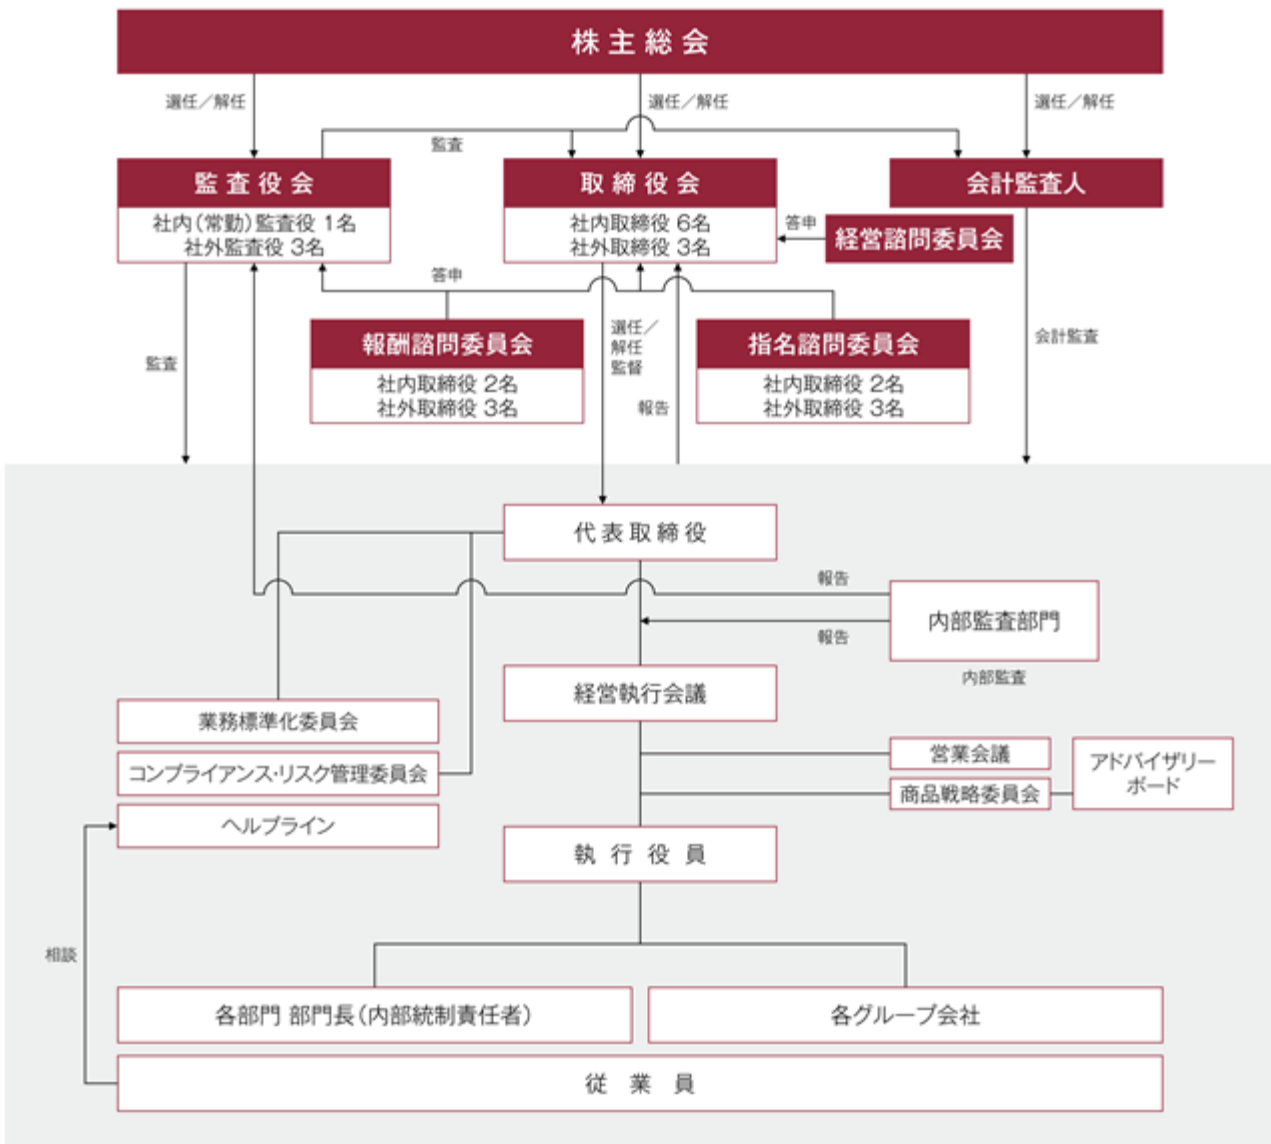 株主総会
選任／解任
選任／解任
選任／解任
監査
監査役会
取締役会
会計監査人
社内（常勤）監査役 1名
社外監査役 3名
社内取締役 6名
社外取締役 3名
答申
経営諮問委員会
答申
報酬諮問委員会
社内取締役 2名
社外取締役 3名
選任／
解任
監督
指名諮問委員会
社内取締役 2名
社外取締役 3名
会計監査
監査
報告
代表取締役
報告
内部監査部門
報告
内部監査
経営執行会議
業務標準化委員会
コンプライアンス・リスク管理委員会
ヘルプライン
営業会議
商品戦略委員会
アドバイザリー
ボード
執行役員
相談
各部門 部門長（内部統制責任者）
各グループ会社
従業員